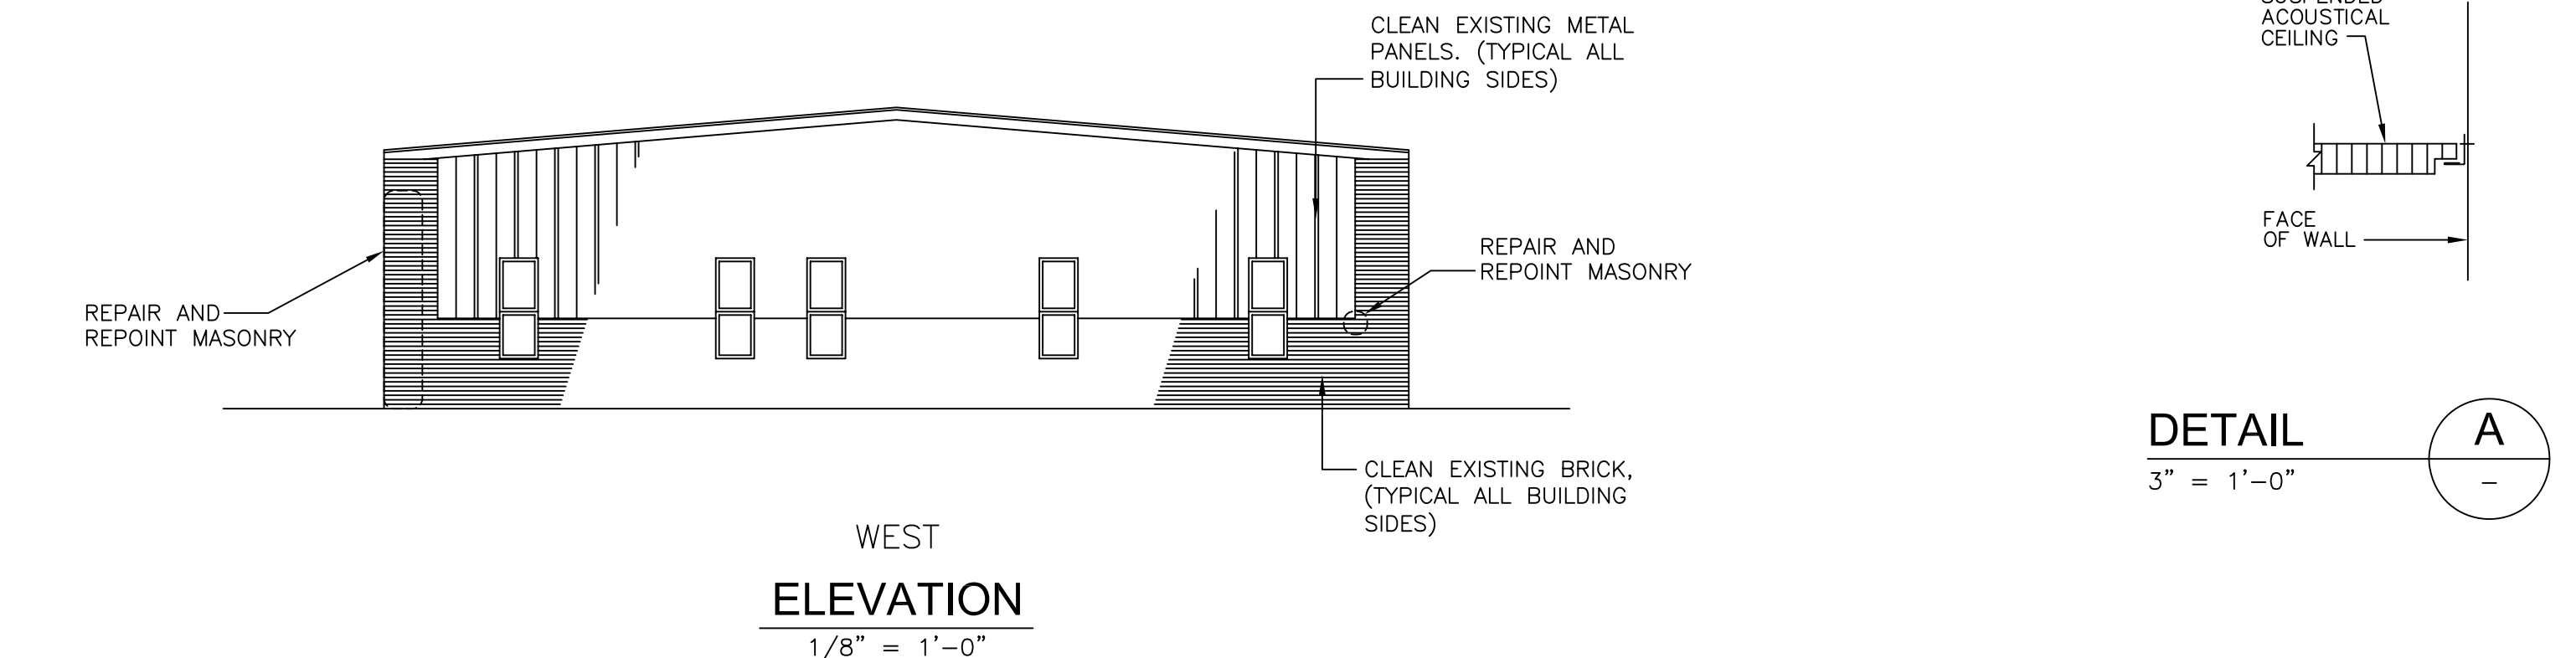 CLEAN EXISTING METAL
PANELS. (TYPICAL ALL
BUILDING SIDES)
REPAIR AND
REPOINT MASONRY
REPAIR AND
REPOINT MASONRY
CLEAN EXISTING BRICK,
(TYPICAL ALL BUILDING
SIDES)
WEST
ELEVATION
1/8" = 1'-0"
SUSPENDED
ACOUSTICAL
CEILING
FACE
OF WALL
DETAIL
3" = 1'-0"
A
-